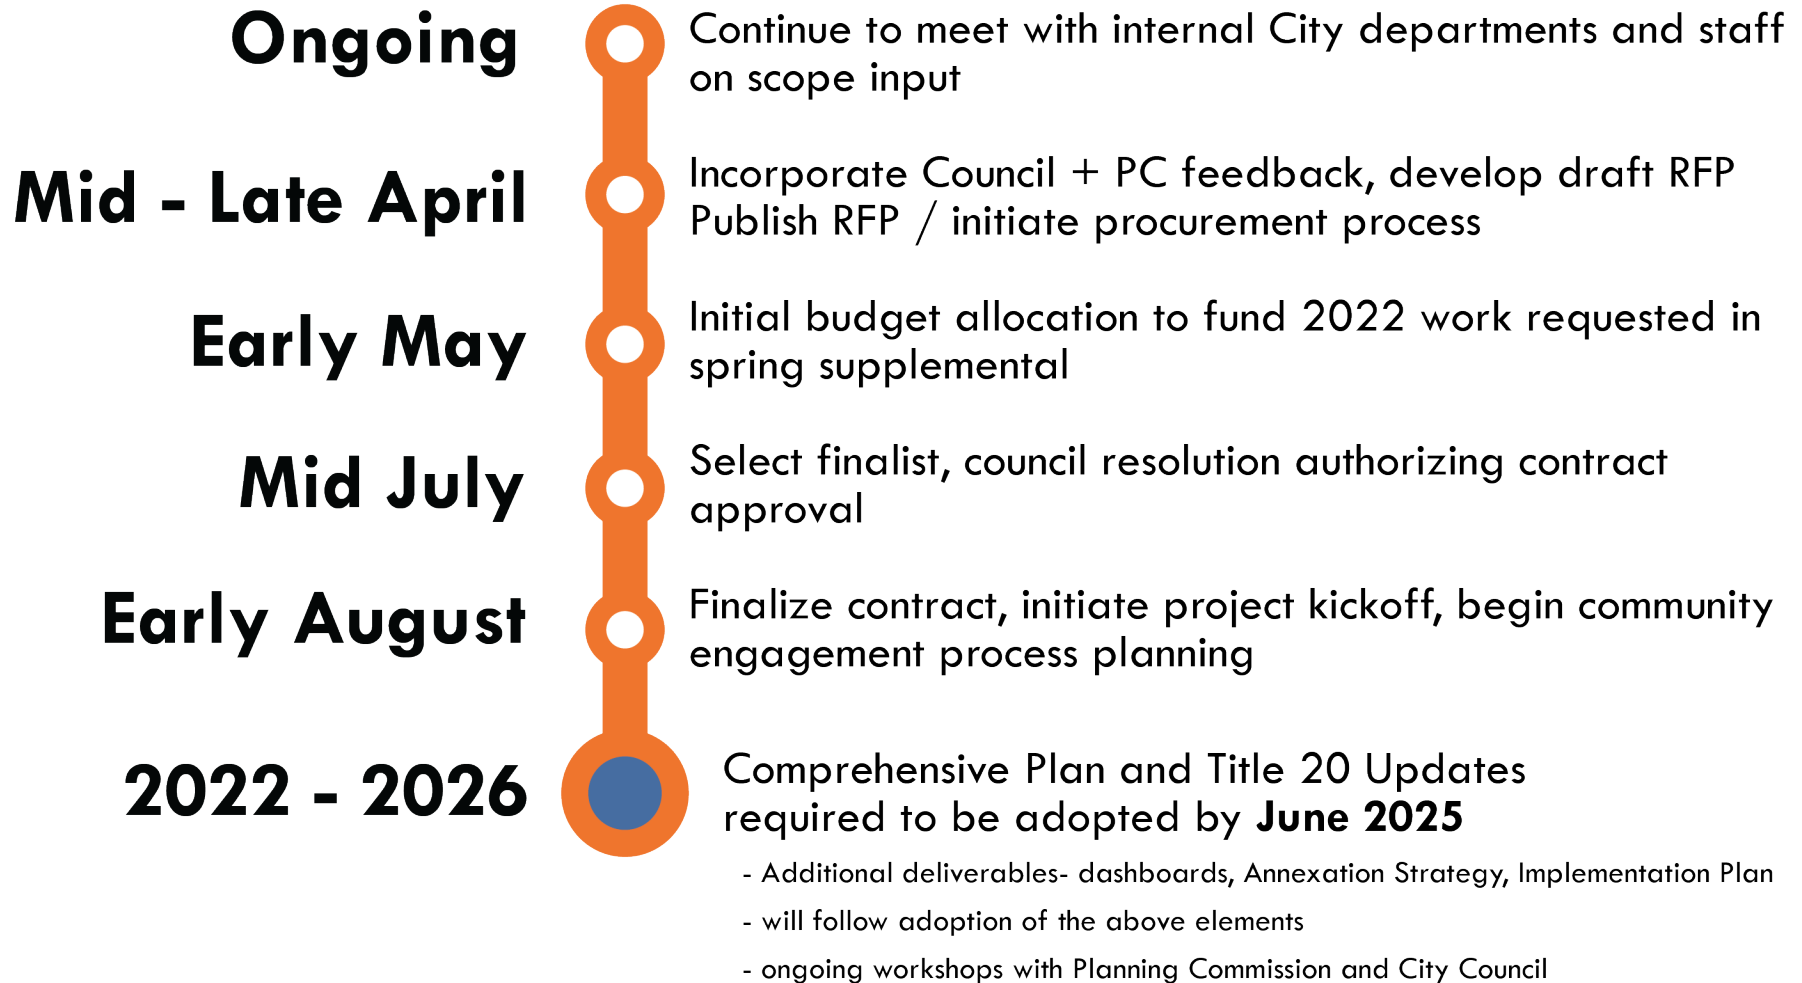 Ongoing
Continue to meet with internal City departments and staff
on scope input
Mid - Late April
Incorporate Council + PC feedback, develop draft RFP
Publish RFP / initiate procurement process
Early May
Initial budget allocation to fund 2022 work requested in
spring supplemental
Mid July
Select finalist, council resolution authorizing contract
approval
Early August
Finalize contract, initiate project kickoff, begin community
engagement process planning
2022 - 2026
Comprehensive Plan and Title 20 Updates
required to be adopted by June 2025
- Additional deliverables- dashboards, Annexation Strategy, Implementation Plan
- will follow adoption of the above elements
- ongoing workshops with Planning Commission and City Council